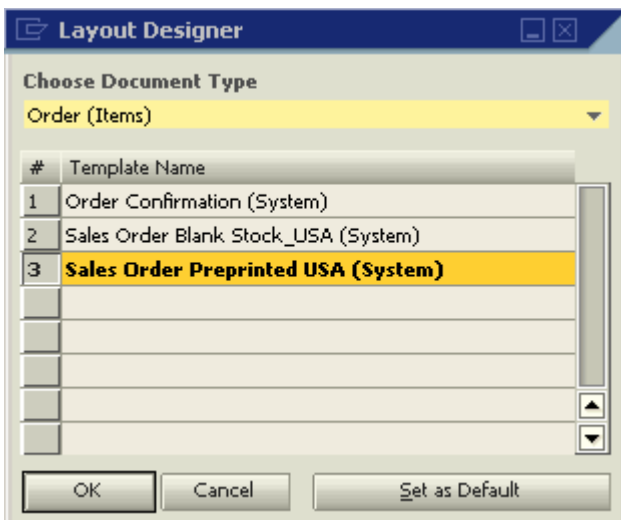 Layout Designer
Choose Document Type
Order (Items)
# Template Name
1 Order Confirmation (System)
2 Sales Order Blank Stock_USA (System)
3 Sales Order Preprinted USA (System)
OK Cancel Set as Default